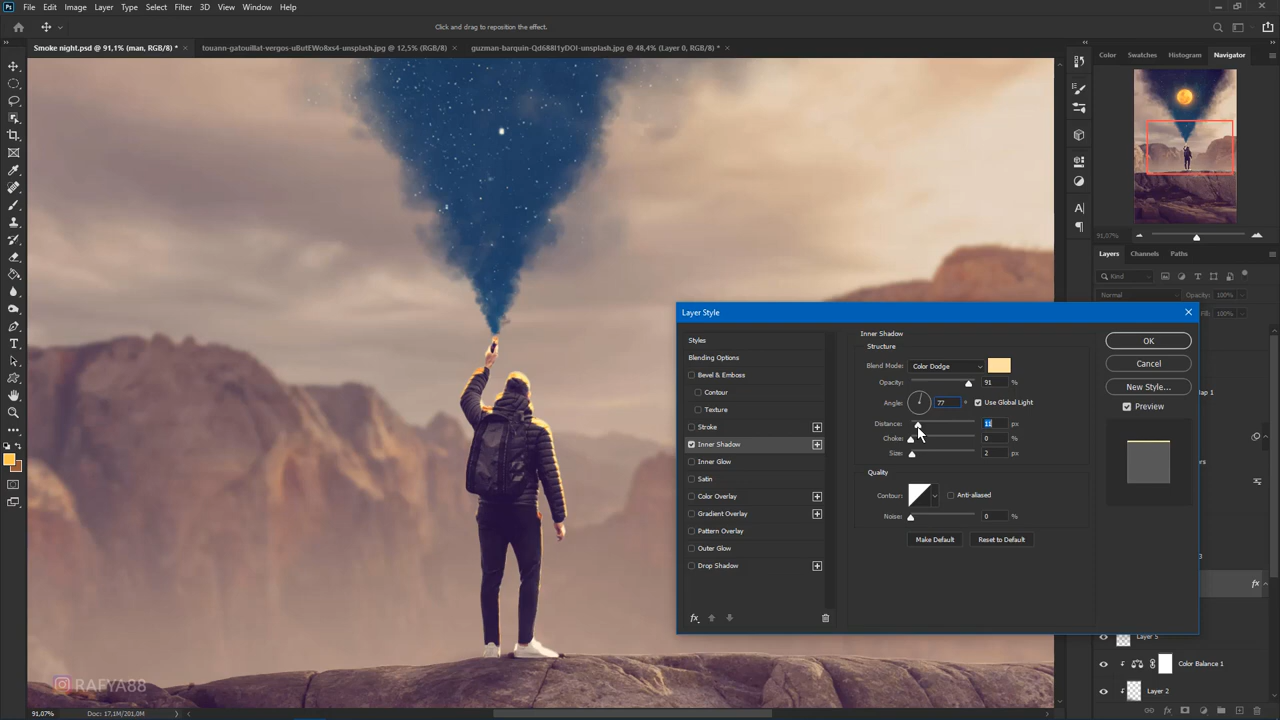 Ps File Edit Image Layer Type Select Filter 3D View Window Help
Click and drag to reposition the effect.
Smoke night.psd @ 91,1% (man, RGB/8) *
touann-gatouillat-vergos-uButEWo8xs4-unsplash.jpg @ 12,5% (RGB/8)
guzman-barquin-Qd688l1yDOI-unsplash.jpg @ 48,4% (Layer 0, RGB/8) *
Color Swatches Histogram Navigator
91,07%
Layers Channels Paths
Kind
Normal Opacity: 100%
Fill: 100%
Layer Style
Styles
Blending Options
Bevel & Emboss
Contour
Texture
Stroke
Inner Shadow
Inner Glow
Satin
Color Overlay
Gradient Overlay
Pattern Overlay
Outer Glow
Drop Shadow
fx
Inner Shadow
Structure
Blend Mode: Color Dodge
Opacity: 91 %
Angle: 77 ° Use Global Light
Distance: 11 px
Choke: 0 %
Size: 2 px
Quality
Contour: Anti-aliased
Noise: 0 %
Make Default Reset to Default
OK
Cancel
New Style...
Preview
fx
Layer 5
Color Balance 1
Layer 2
fx
RAFYA88
91,07% Doc: 17,1M/201,0M